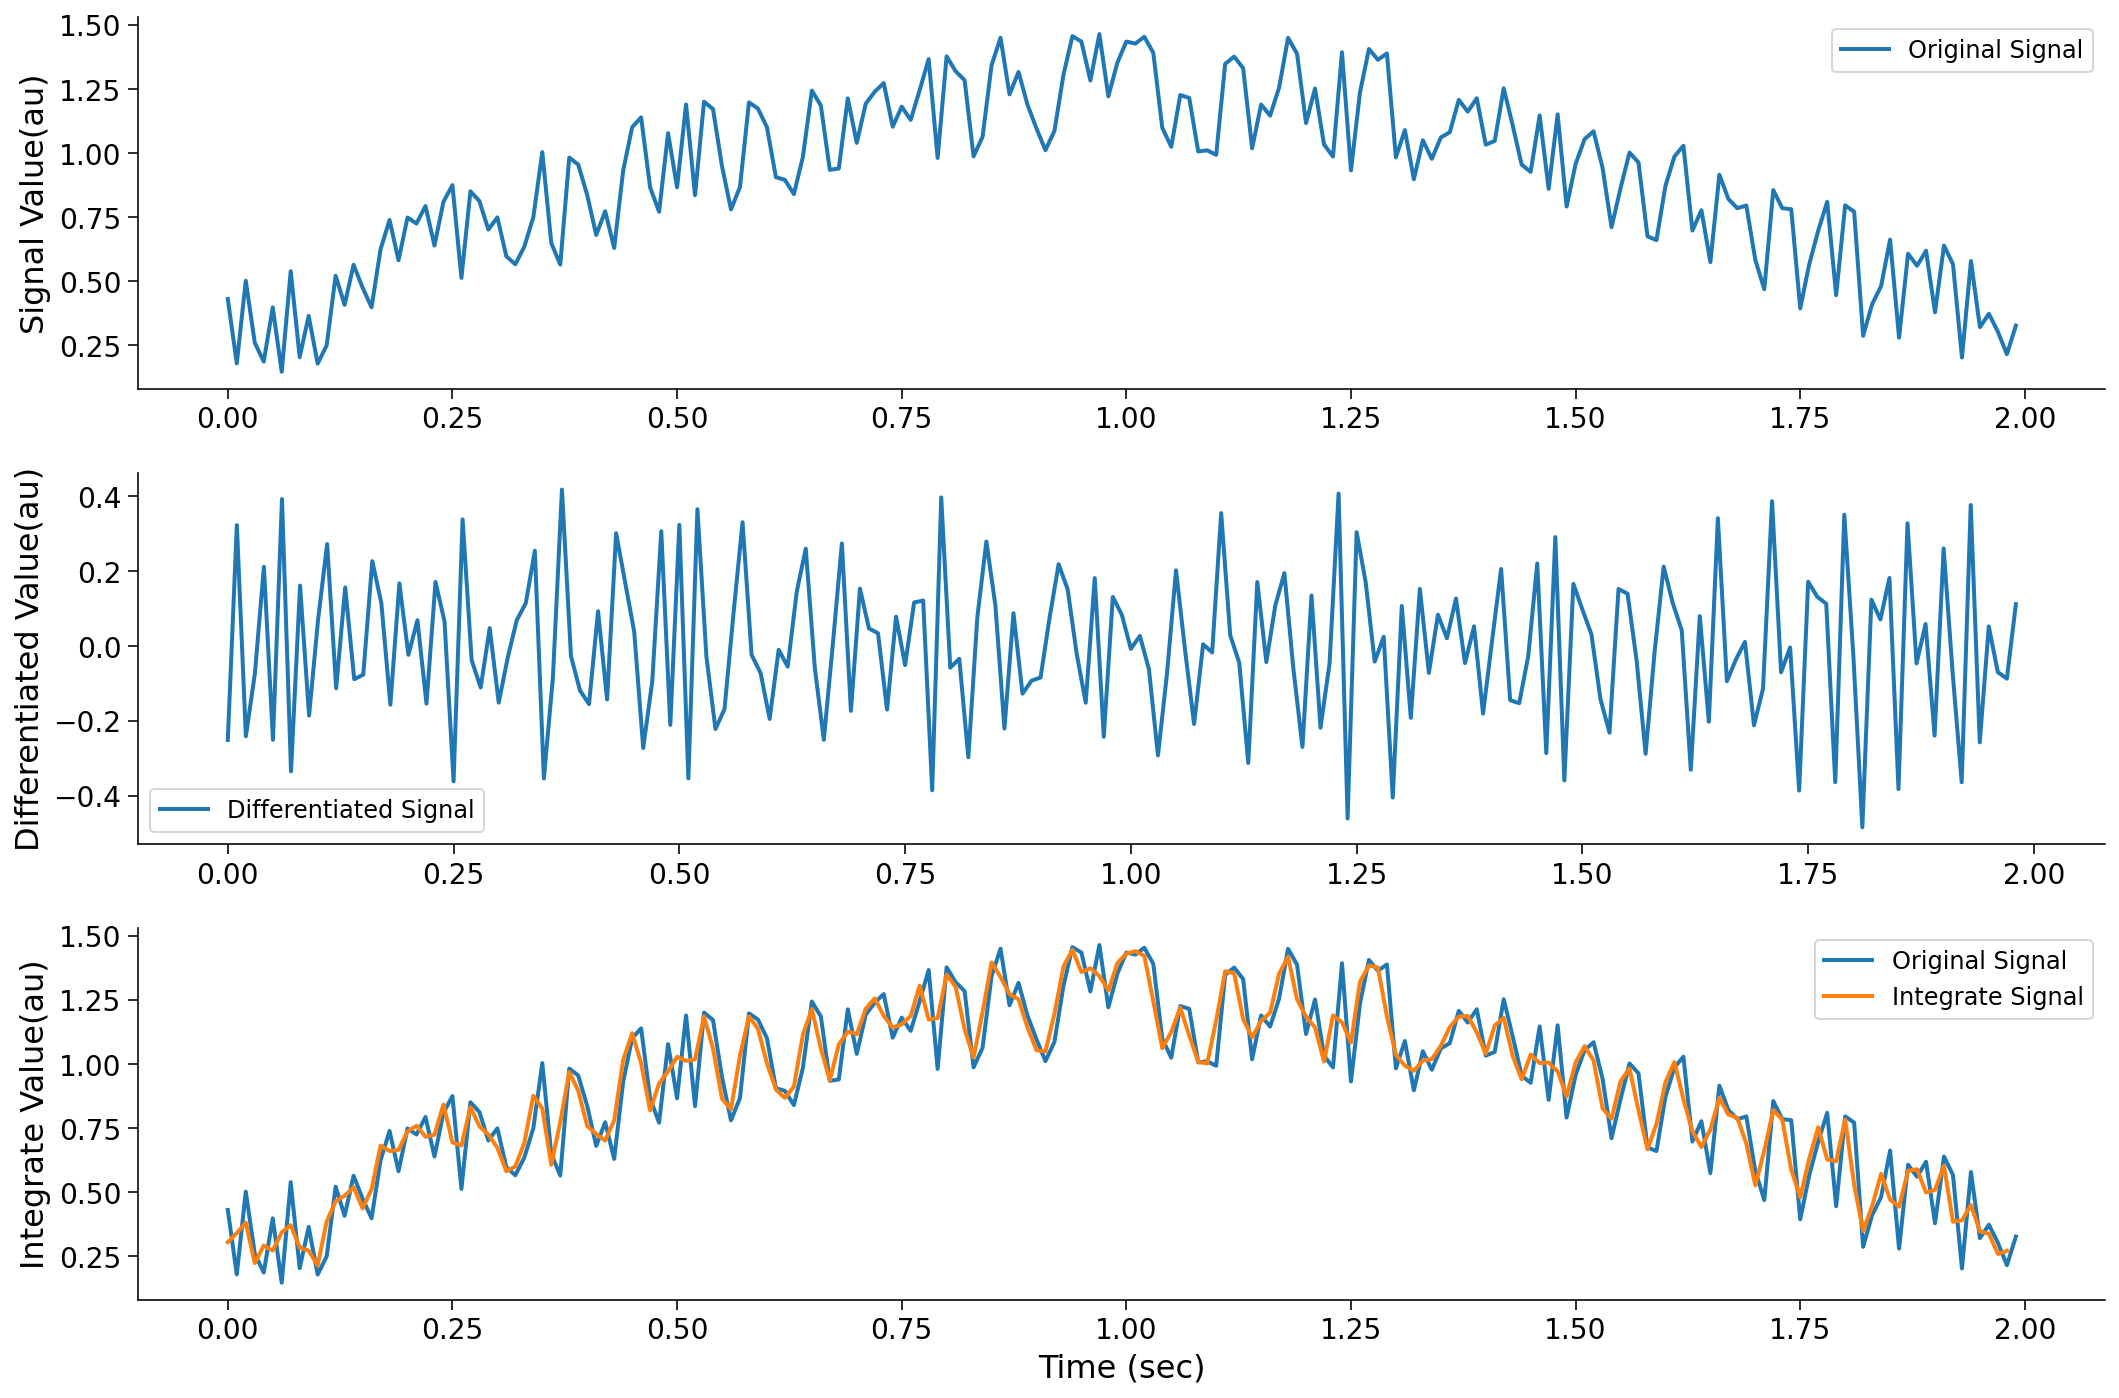 Signal Value(au)
1.50
1.25
1.00
0.75
0.50
0.25
Original Signal
0.00 0.25 0.50 0.75 1.00 1.25 1.50 1.75 2.00
Differentiated Value(au)
0.4
0.2
0.0
−0.2
−0.4
Differentiated Signal
0.00 0.25 0.50 0.75 1.00 1.25 1.50 1.75 2.00
Integrate Value(au)
1.50
1.25
1.00
0.75
0.50
0.25
Original Signal
Integrate Signal
0.00 0.25 0.50 0.75 1.00 1.25 1.50 1.75 2.00
Time (sec)